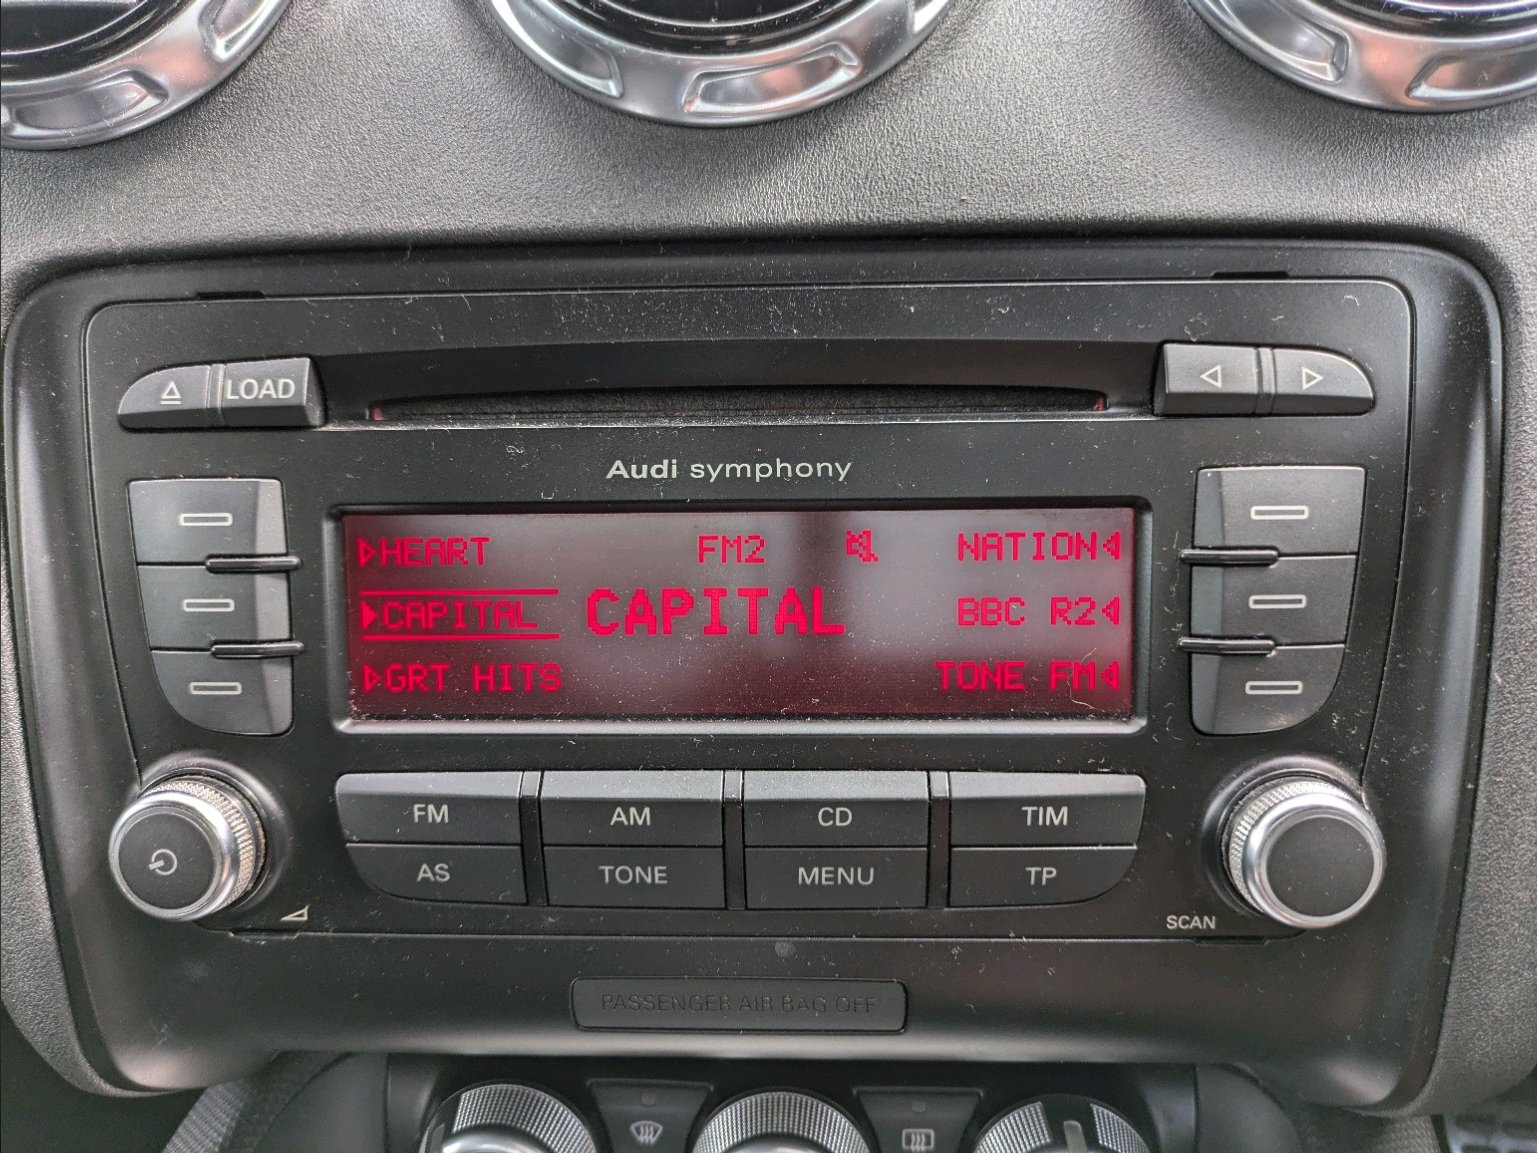 LOAD
Audi symphony
HEART FM2 NATION
CAPITAL CAPITAL BBC R2
GRT HITS TONE FM
FM AM CD TIM
AS TONE MENU TP
SCAN
PASSENGER AIR BAG OFF